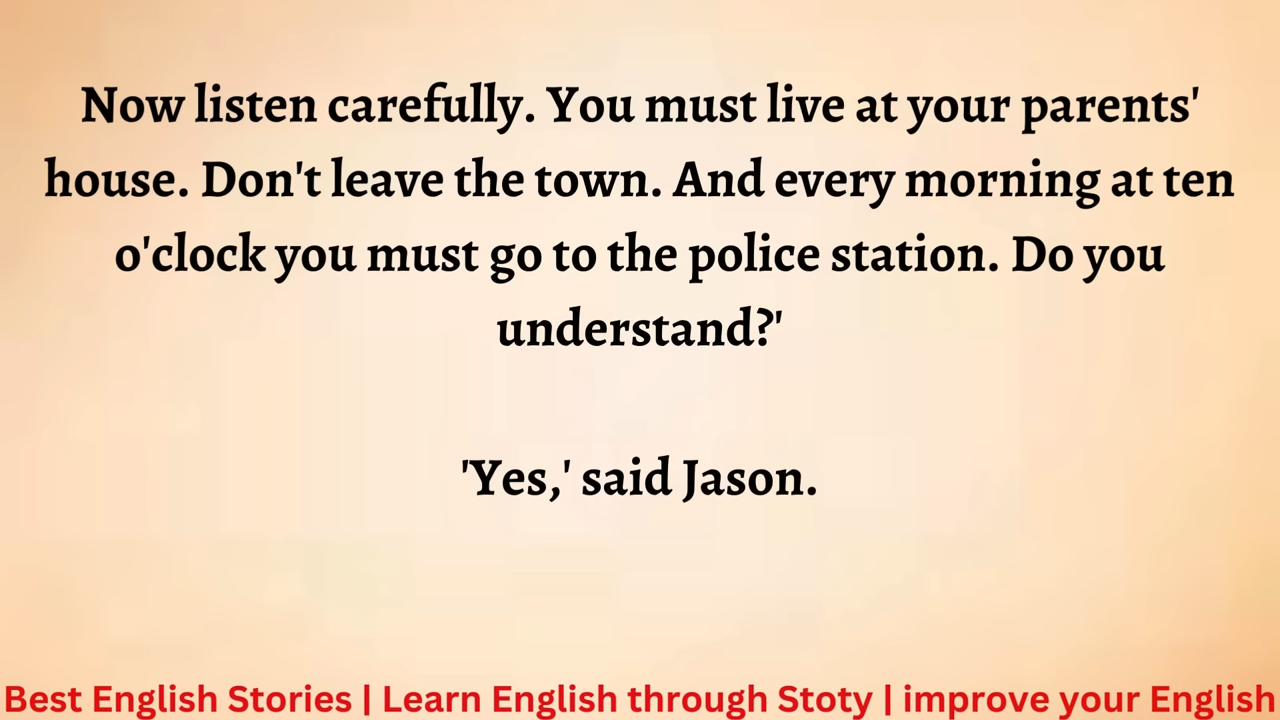 Now listen carefully. You must live at your parents'
house. Don't leave the town. And every morning at ten
o'clock you must go to the police station. Do you
understand?'
'Yes,' said Jason.
Best English Stories | Learn English through Stoty | improve your English